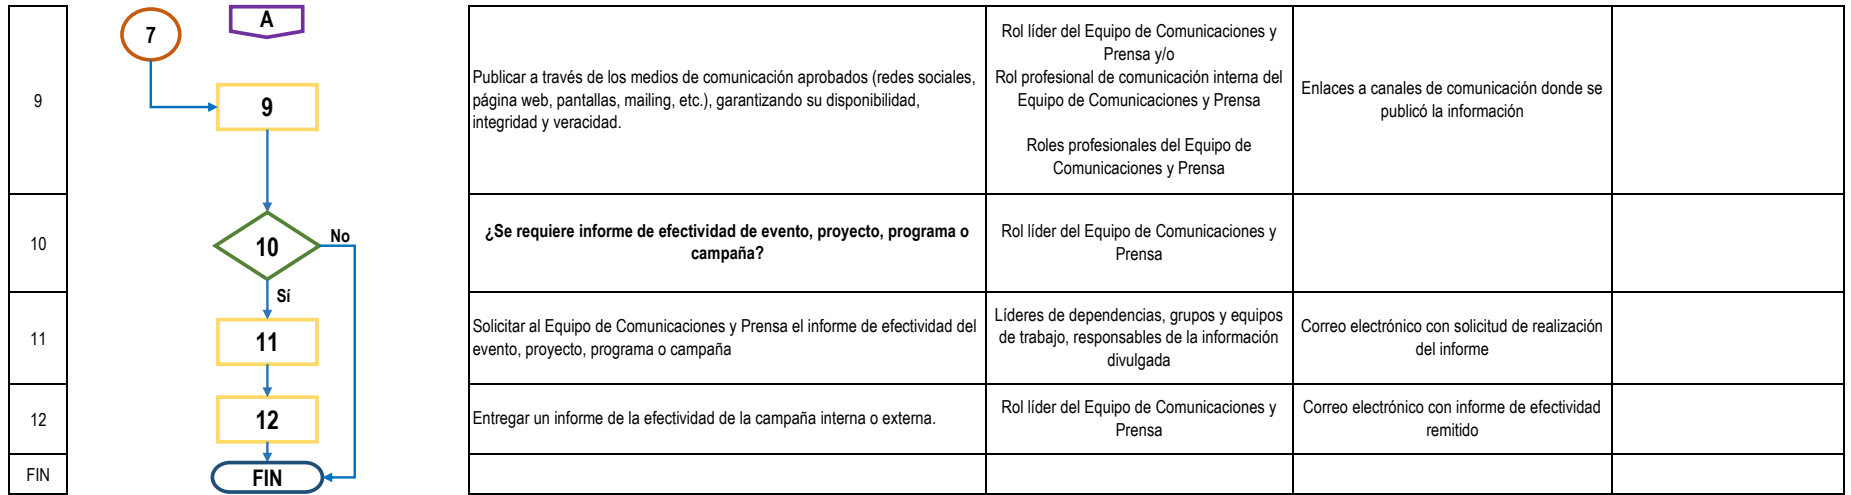 7
A
9
9
Publicar a través de los medios de comunicación aprobados (redes sociales,
página web, pantallas, mailing, etc.), garantizando su disponibilidad,
integridad y veracidad.
Rol líder del Equipo de Comunicaciones y
Prensa y/o
Rol profesional de comunicación interna del
Equipo de Comunicaciones y Prensa
Roles profesionales del Equipo de
Comunicaciones y Prensa
Enlaces a canales de comunicación donde se
publicó la información
10
10
No
Sí
¿Se requiere informe de efectividad de evento, proyecto, programa o
campaña?
Rol líder del Equipo de Comunicaciones y
Prensa
11
11
Solicitar al Equipo de Comunicaciones y Prensa el informe de efectividad del
evento, proyecto, programa o campaña
Líderes de dependencias, grupos y equipos
de trabajo, responsables de la información
divulgada
Correo electrónico con solicitud de realización
del informe
12
12
Entregar un informe de la efectividad de la campaña interna o externa.
Rol líder del Equipo de Comunicaciones y
Prensa
Correo electrónico con informe de efectividad
remitido
FIN
FIN